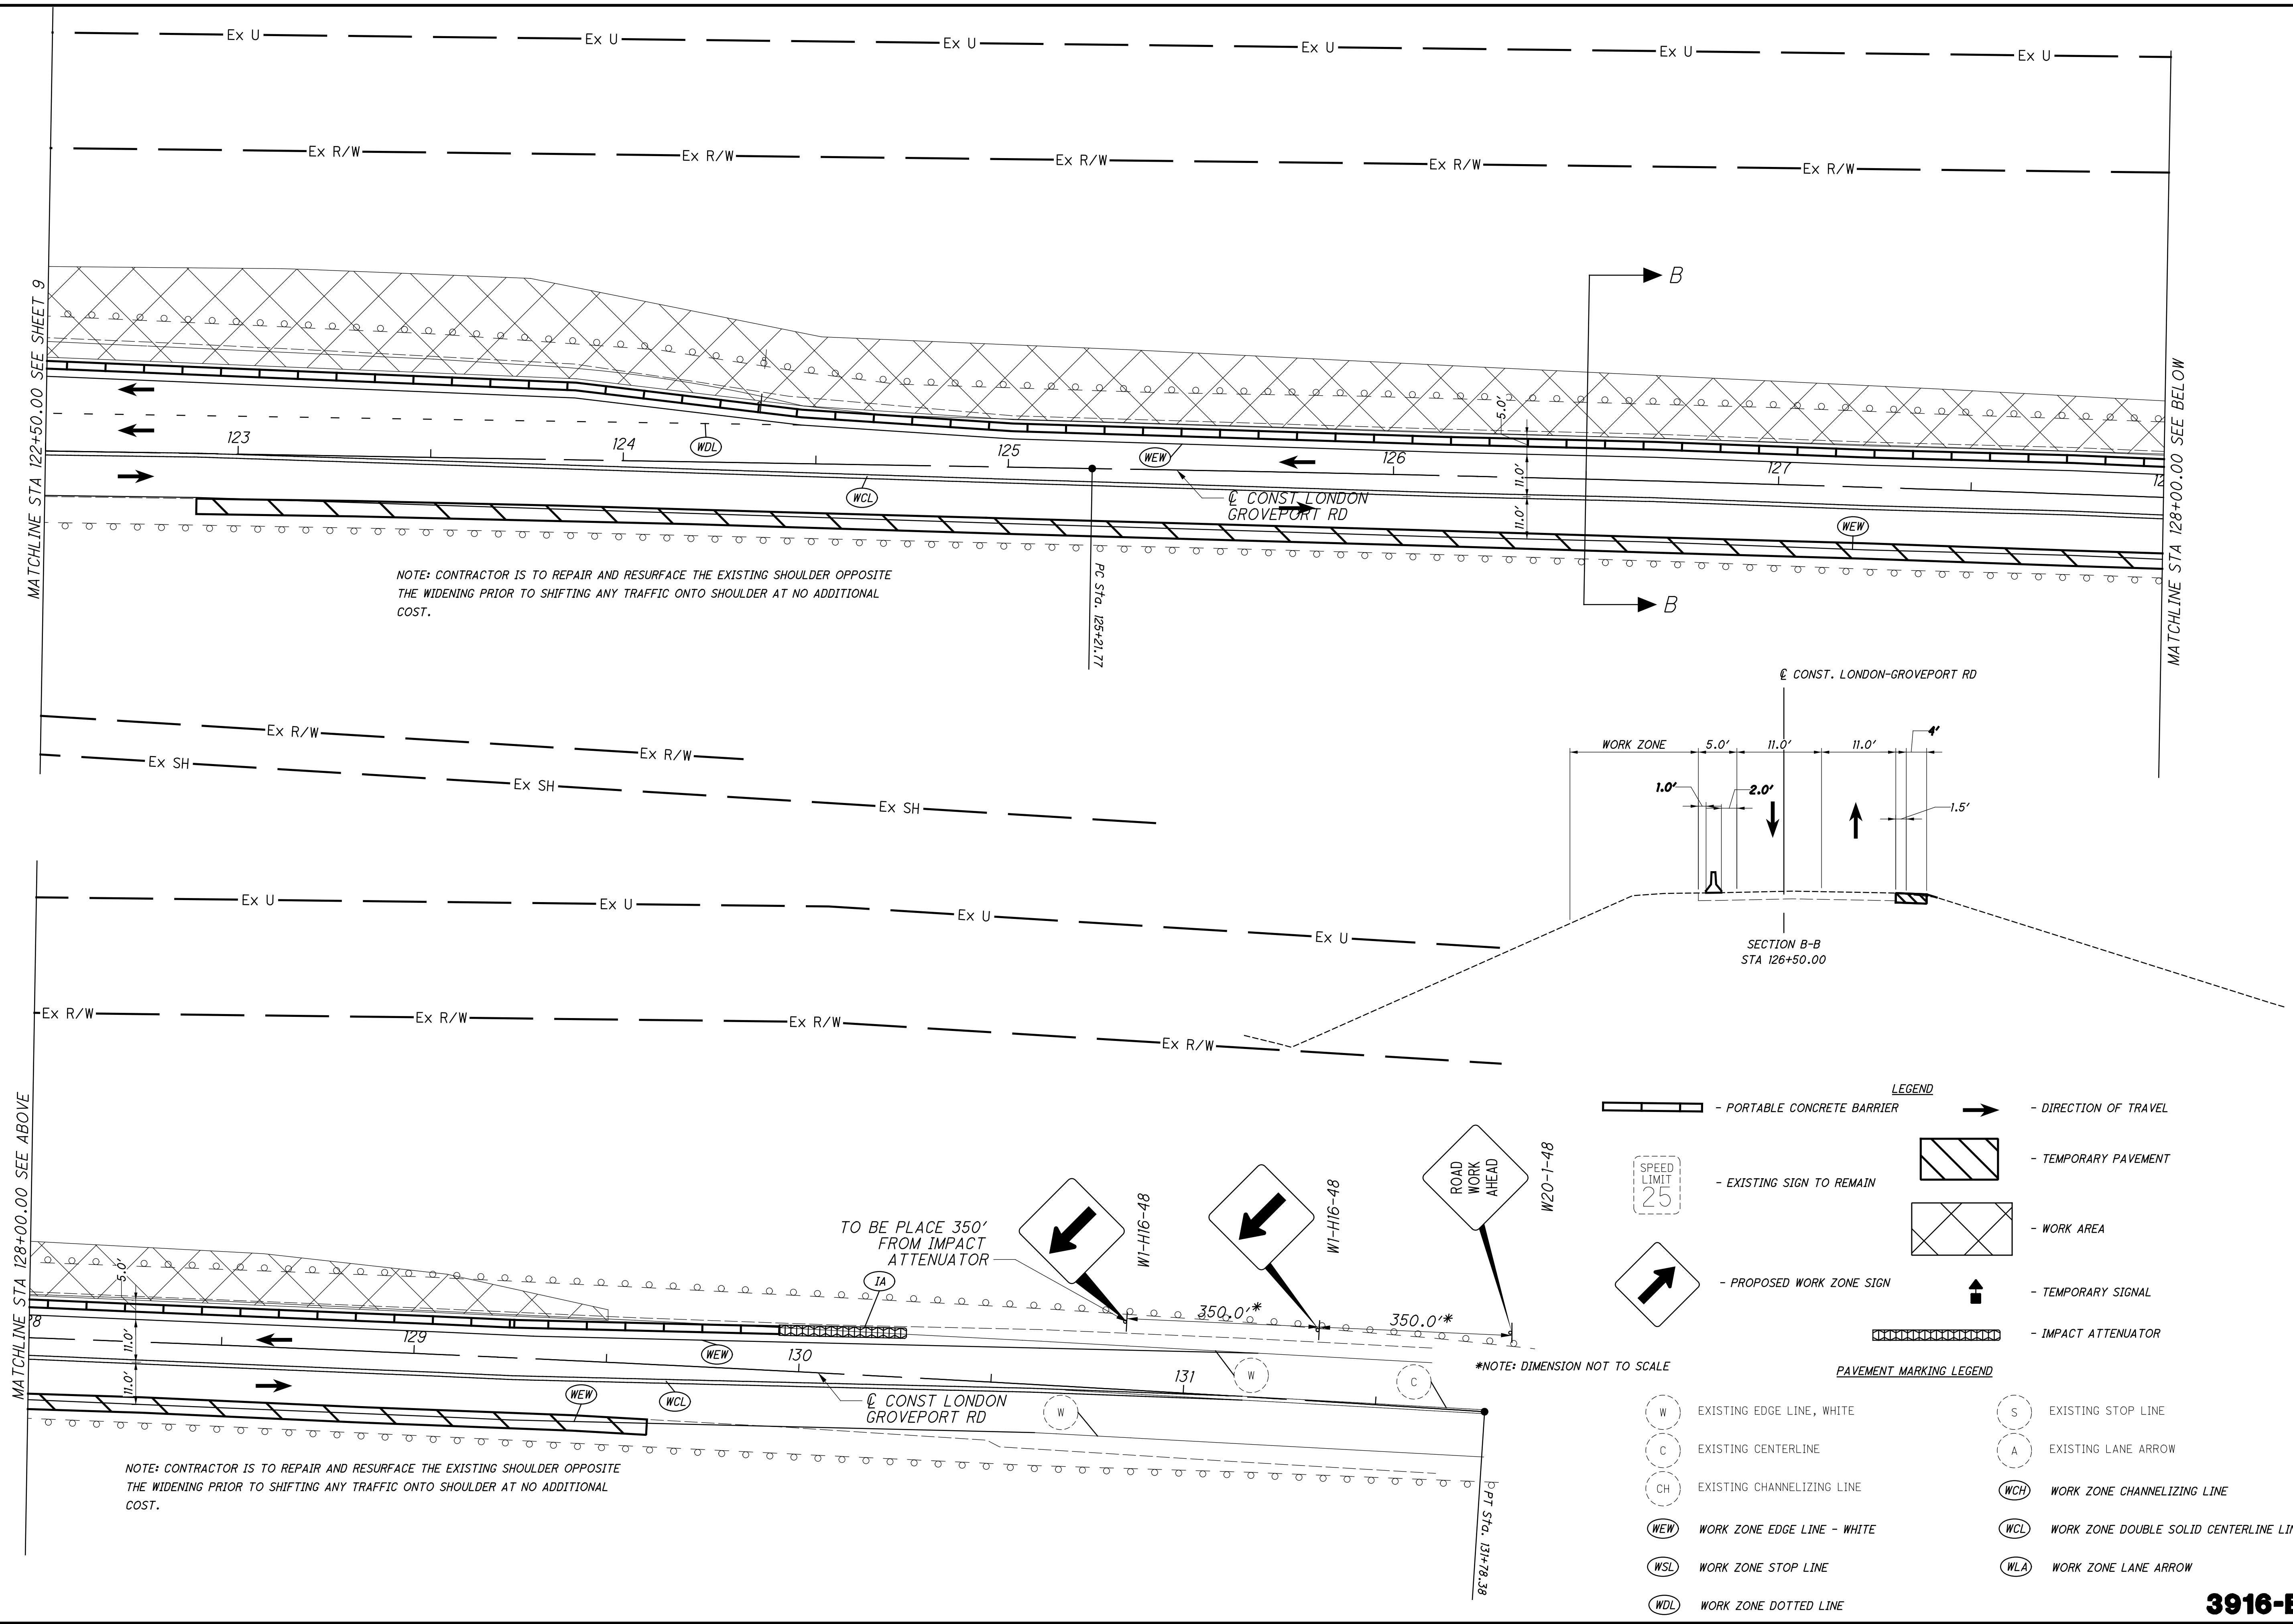 Ex U
Ex U
Ex U
Ex U
Ex U
Ex U
Ex R/W
Ex R/W
Ex R/W
Ex R/W
Ex R/W
MATCHLINE STA 122+50.00 SEE SHEET 9
B
5.0'
11.0'
11.0'
123
124
125
126
127
WDL
WEW
WCL
WEW
℄ CONST LONDON
GROVEPORT RD
B
MATCHLINE STA 128+00.00 SEE BELOW
NOTE: CONTRACTOR IS TO REPAIR AND RESURFACE THE EXISTING SHOULDER OPPOSITE
THE WIDENING PRIOR TO SHIFTING ANY TRAFFIC ONTO SHOULDER AT NO ADDITIONAL
COST.
PC Sta. 125+21.77
Ex R/W
Ex R/W
Ex SH
Ex SH
Ex SH
℄ CONST. LONDON-GROVEPORT RD
4'
WORK ZONE
5.0'
11.0'
11.0'
1.0'
2.0'
1.5'
SECTION B-B
STA 126+50.00
Ex U
Ex U
Ex U
Ex U
Ex R/W
Ex R/W
Ex R/W
Ex R/W
MATCHLINE STA 128+00.00 SEE ABOVE
TO BE PLACE 350'
FROM IMPACT
ATTENUATOR
W1-H16-48
W1-H16-48
ROAD
WORK
AHEAD
W20-1-48
IA
350.0'*
350.0'*
5.0'
11.0'
11.0'
129
130
131
WEW
WEW
WCL
℄ CONST LONDON
GROVEPORT RD
W
W
C
*NOTE: DIMENSION NOT TO SCALE
NOTE: CONTRACTOR IS TO REPAIR AND RESURFACE THE EXISTING SHOULDER OPPOSITE
THE WIDENING PRIOR TO SHIFTING ANY TRAFFIC ONTO SHOULDER AT NO ADDITIONAL
COST.
PT Sta. 131+78.38
LEGEND
- PORTABLE CONCRETE BARRIER
- DIRECTION OF TRAVEL
- TEMPORARY PAVEMENT
SPEED
LIMIT
25
- EXISTING SIGN TO REMAIN
- WORK AREA
- PROPOSED WORK ZONE SIGN
- TEMPORARY SIGNAL
- IMPACT ATTENUATOR
PAVEMENT MARKING LEGEND
W EXISTING EDGE LINE, WHITE
S EXISTING STOP LINE
C EXISTING CENTERLINE
A EXISTING LANE ARROW
CH EXISTING CHANNELIZING LINE
WCH WORK ZONE CHANNELIZING LINE
WEW WORK ZONE EDGE LINE - WHITE
WCL WORK ZONE DOUBLE SOLID CENTERLINE
WSL WORK ZONE STOP LINE
WLA WORK ZONE LANE ARROW
WDL WORK ZONE DOTTED LINE
3916-